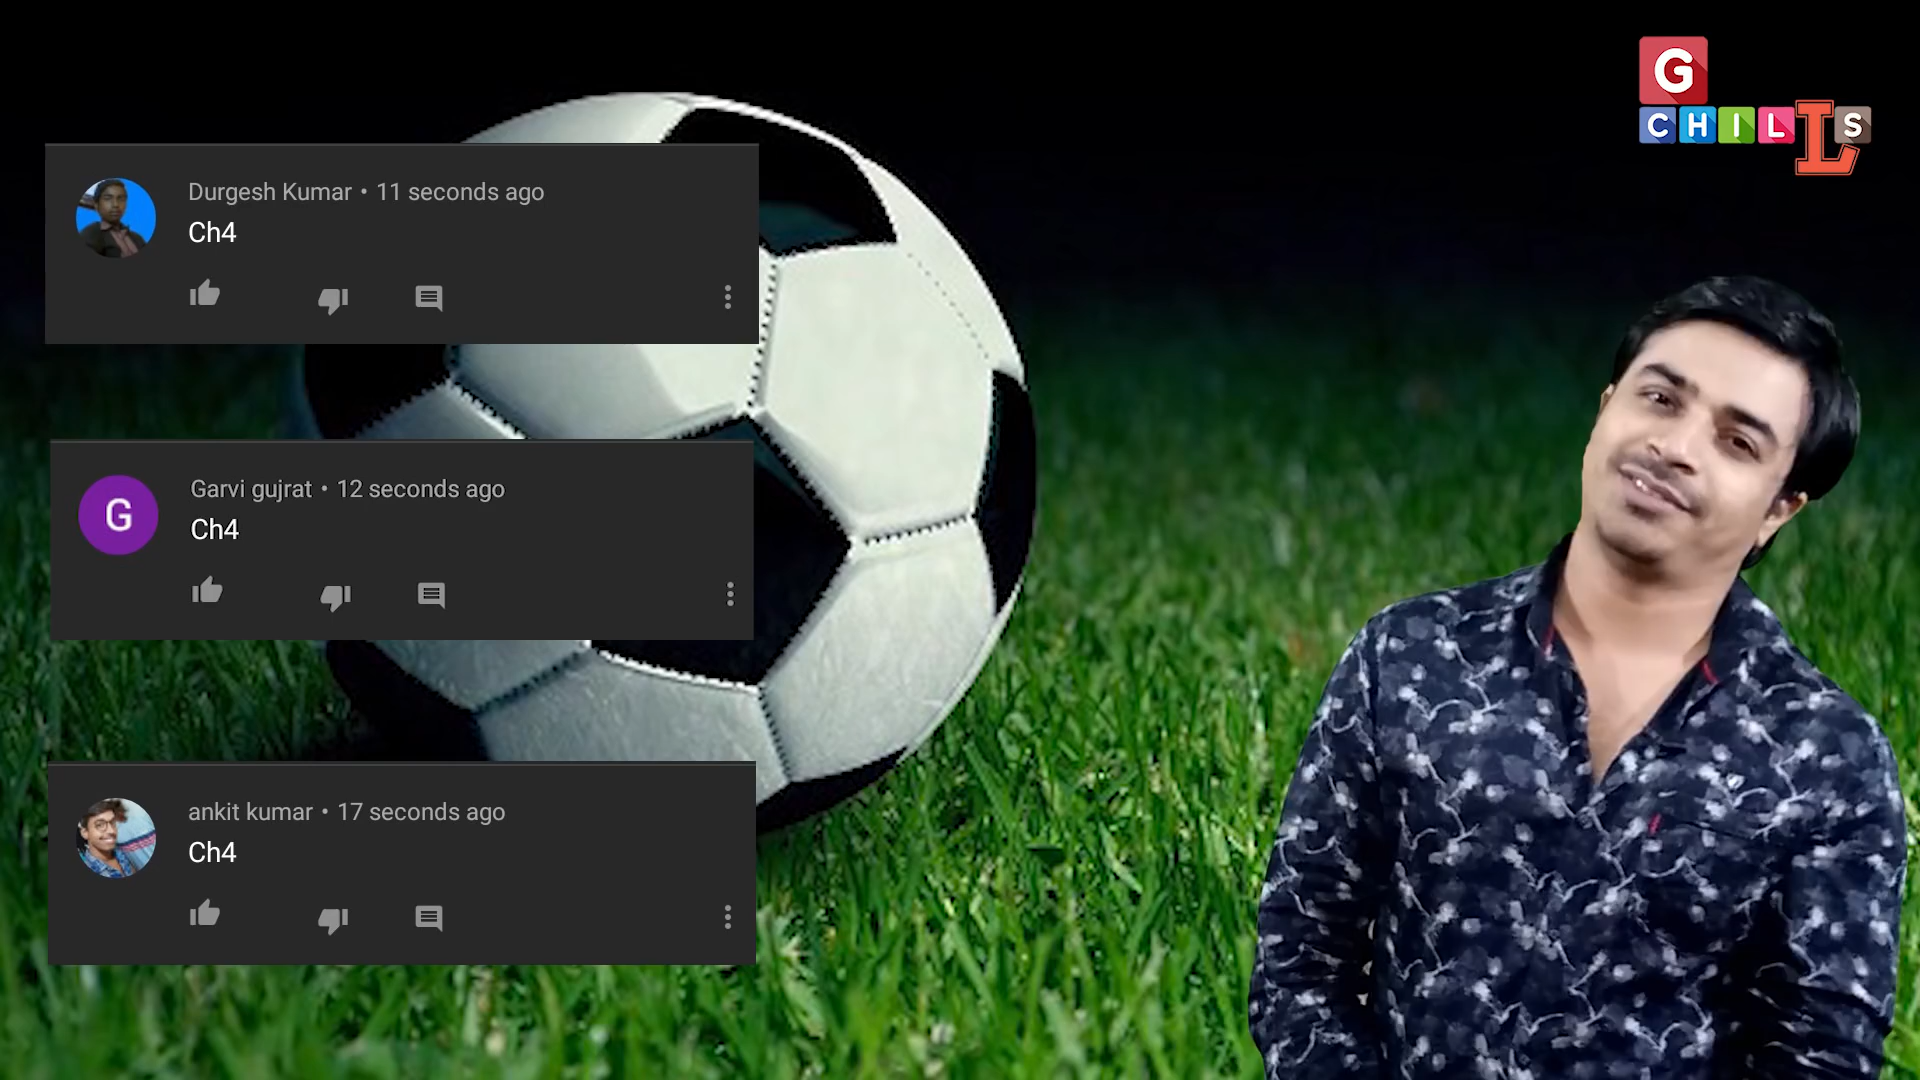 G
CHILLS
Durgesh Kumar • 11 seconds ago
Ch4
G
Garvi gujrat • 12 seconds ago
Ch4
ankit kumar • 17 seconds ago
Ch4